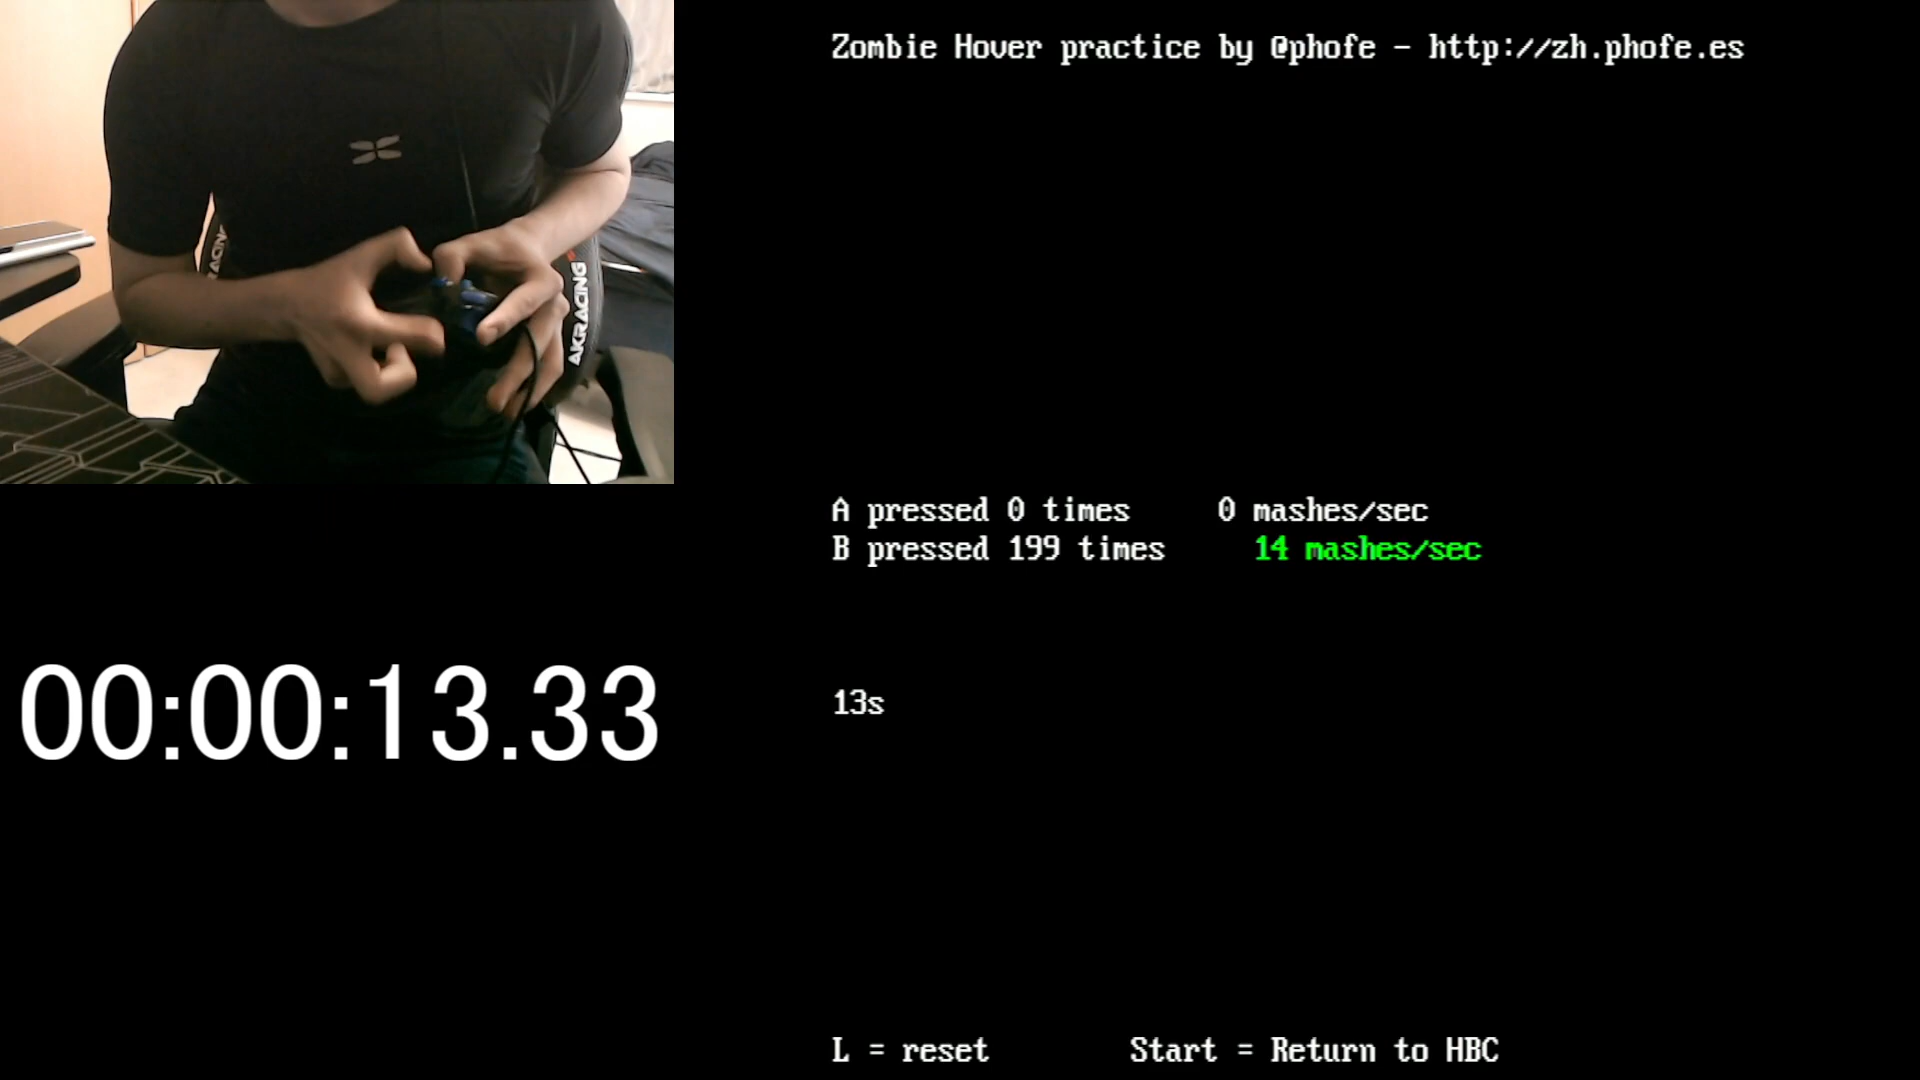 Zombie Hover practice by @phofe - http://zh.phofe.es
AKRACING
RACING
A pressed 0 times 0 mashes/sec
B pressed 199 times 14 mashes/sec
00:00:13.33
13s
L = reset Start = Return to HBC